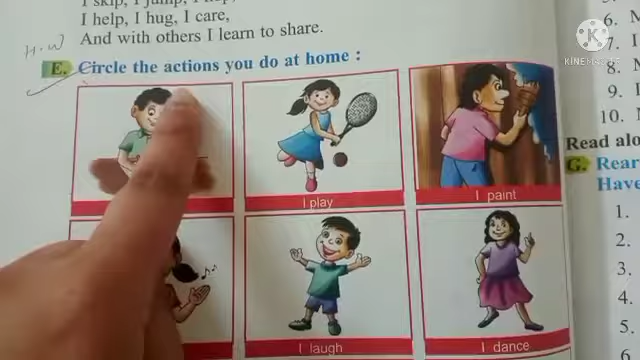 I help, I hug, I care,
And with others I learn to share.
H.W
E. Circle the actions you do at home :
I play
I paint
I laugh
I dance
6.
7. I
8. N
9. I
10.
Read alo
G. Rear
Have
1.
2.
3.
4.
5.
6
KINEMASTER